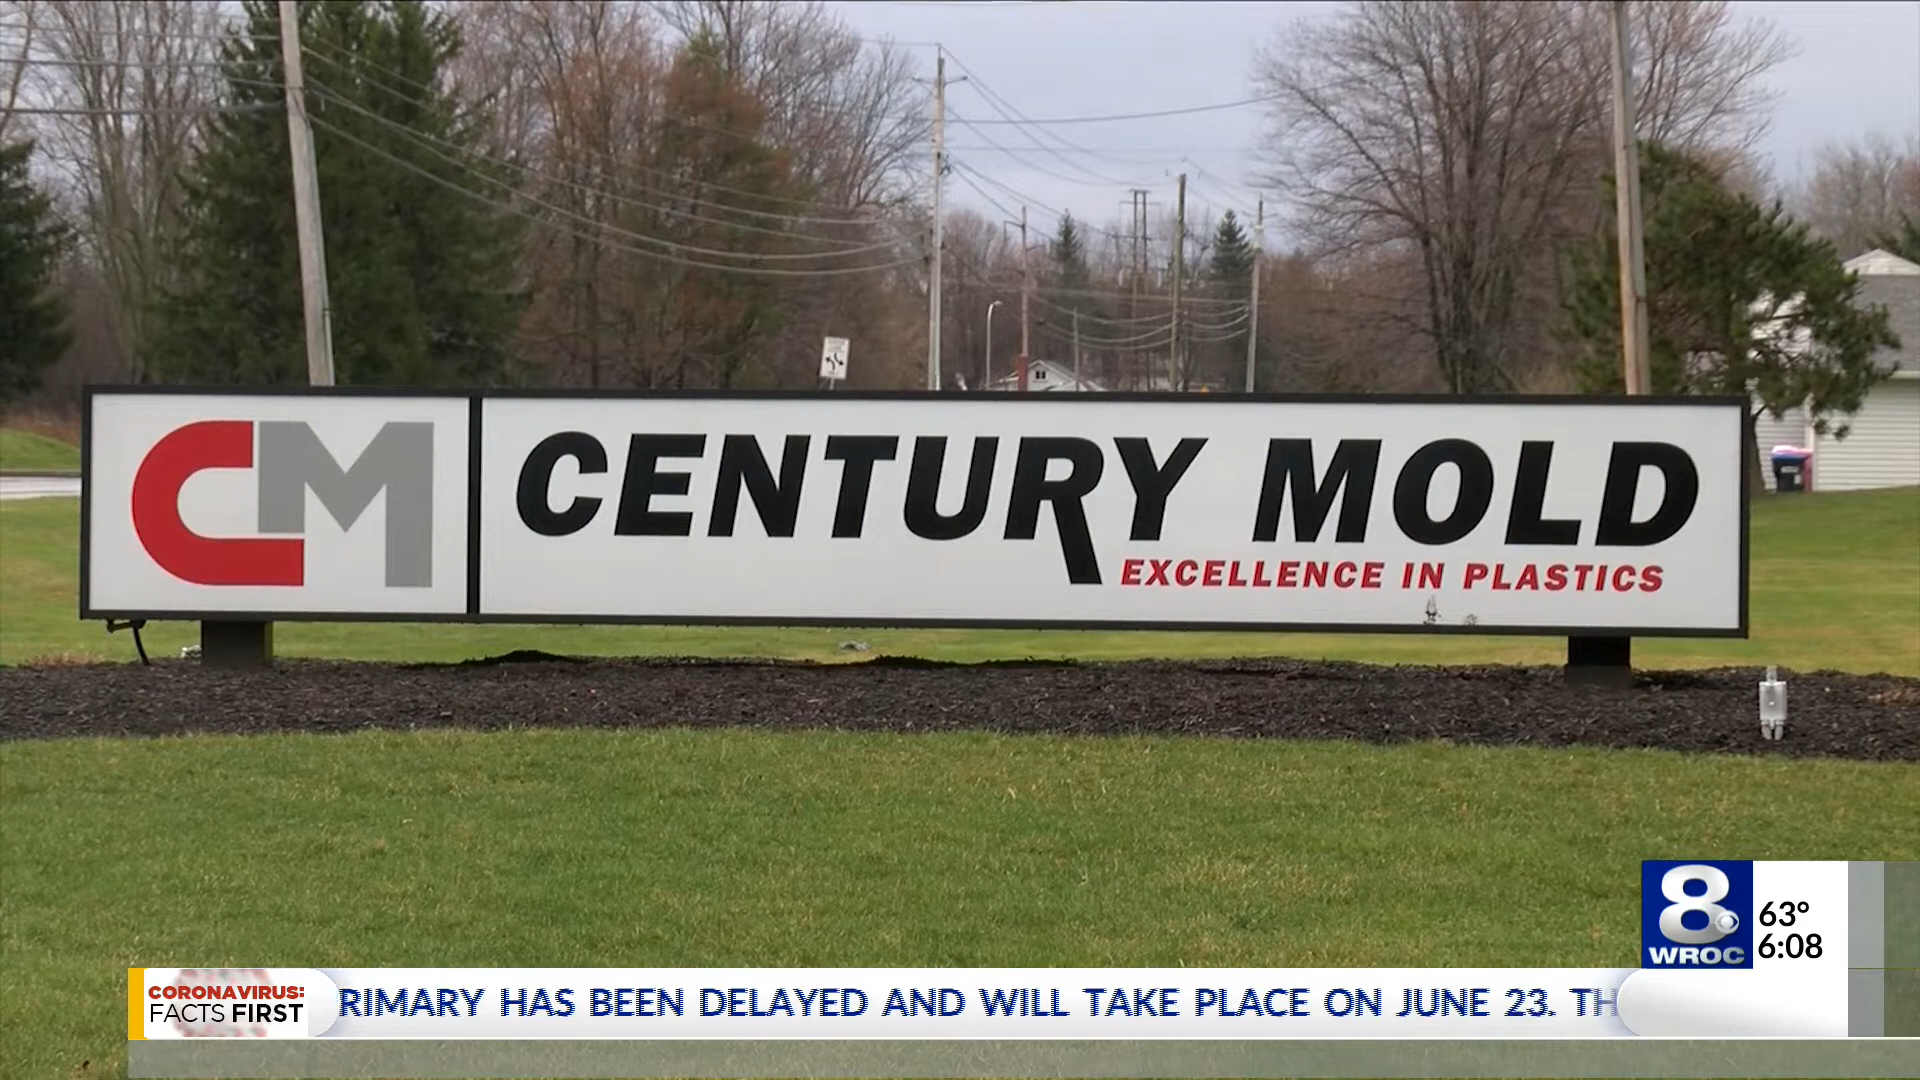 CM
CENTURY MOLD
EXCELLENCE IN PLASTICS
8
WROC
63°
6:08
CORONAVIRUS:
FACTS FIRST
RIMARY HAS BEEN DELAYED AND WILL TAKE PLACE ON JUNE 23. TH